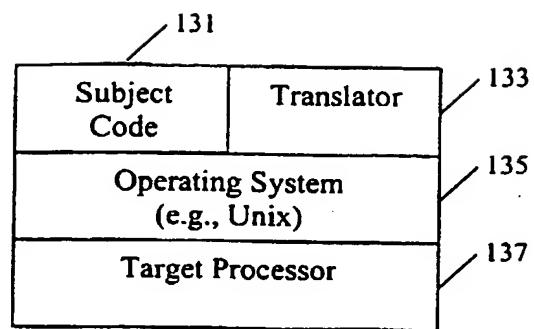 131
Subject
Code
Translator
133
Operating System
(e.g., Unix)
135
Target Processor
137